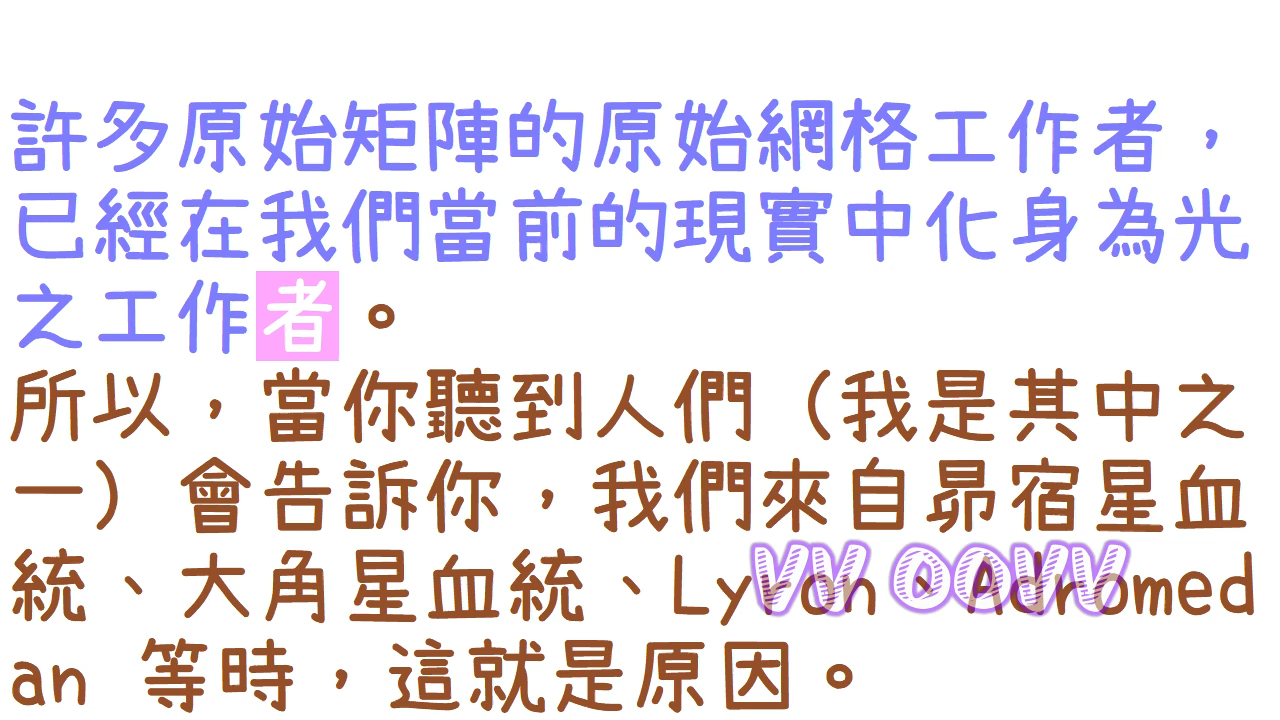 許多原始矩陣的原始網格工作者，
已經在我們當前的現實中化身為光
之工作者。
所以，當你聽到人們（我是其中之
一）會告訴你，我們來自昴宿星血
統、大角星血統、Lyron、Adromed
an 等時，這就是原因。
VV OOVV